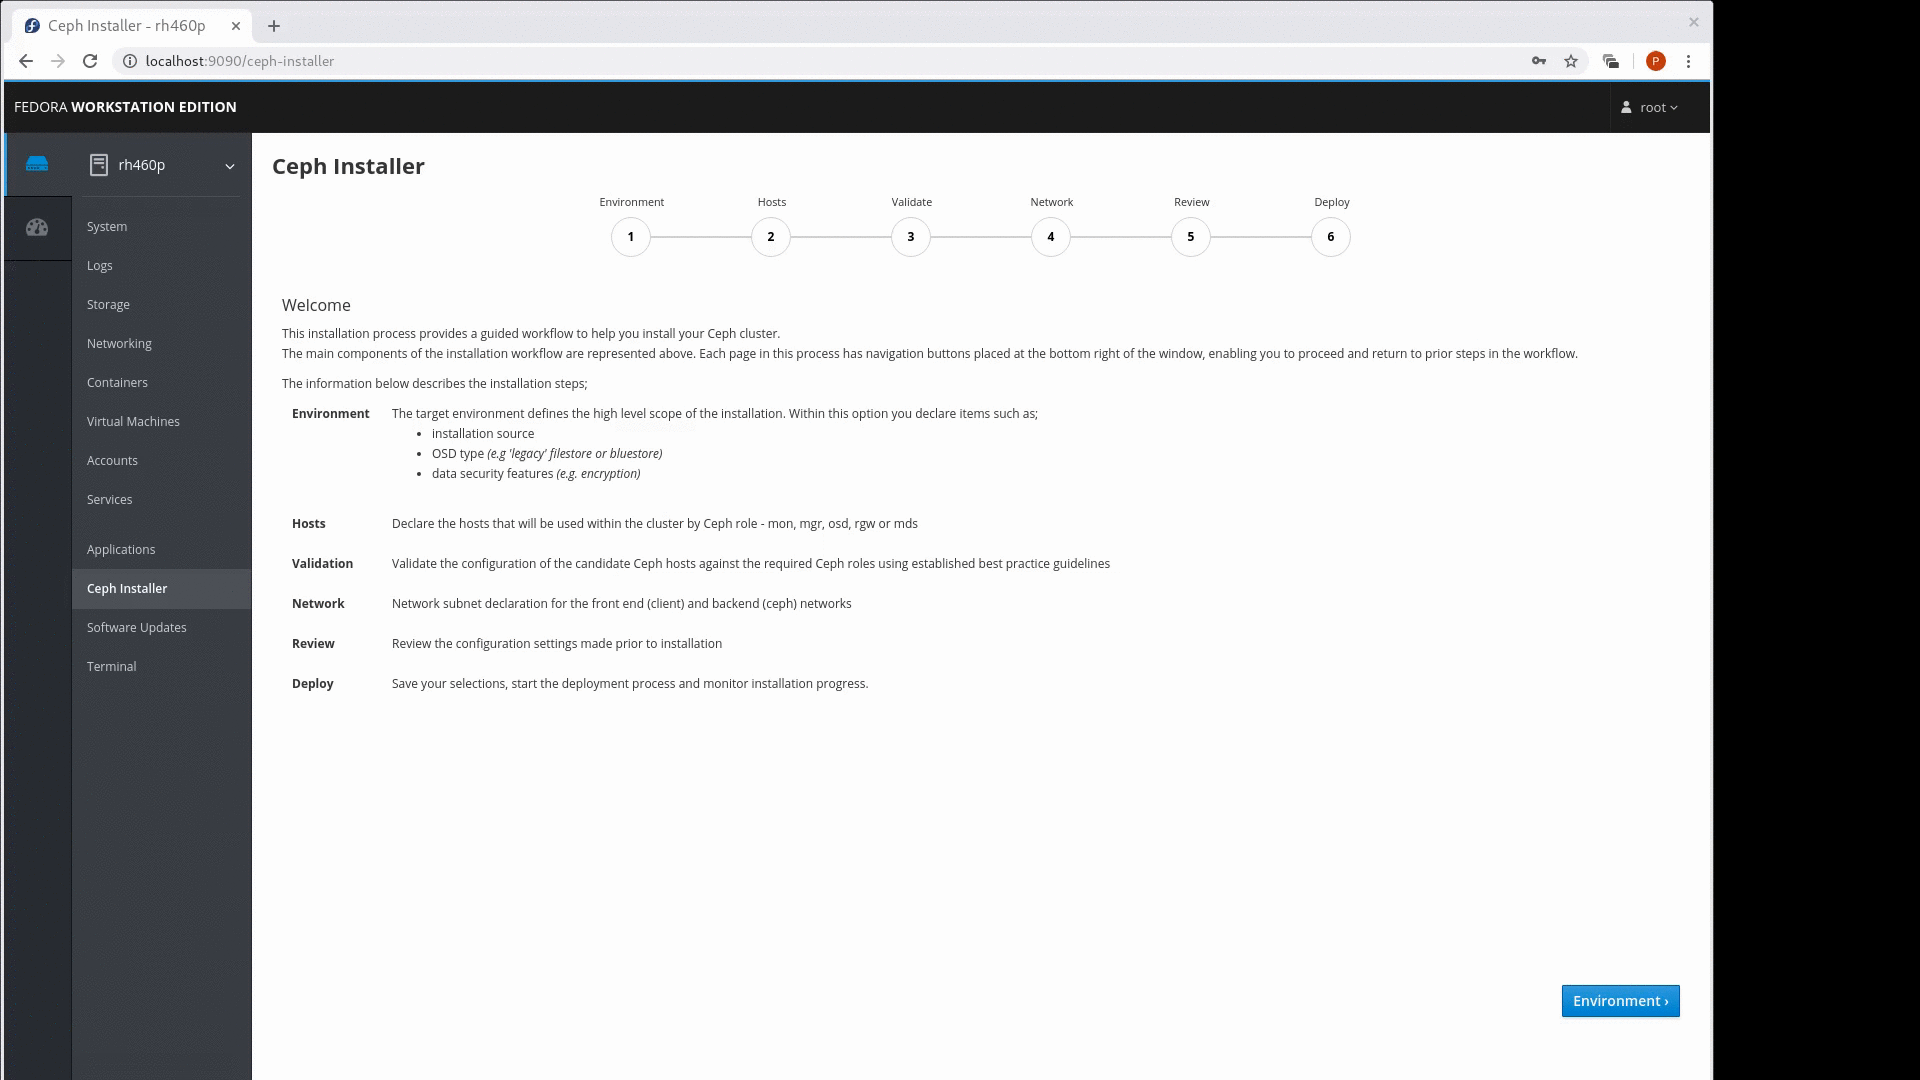 Ceph Installer - rh460p
localhost:9090/ceph-installer
P
FEDORA WORKSTATION EDITION
root
rh460p
System
Logs
Storage
Networking
Containers
Virtual Machines
Accounts
Services
Applications
Ceph Installer
Software Updates
Terminal
Ceph Installer
Environment Hosts Validate Network Review Deploy
1 2 3 4 5 6
Welcome
This installation process provides a guided workflow to help you install your Ceph cluster.
The main components of the installation workflow are represented above. Each page in this process has navigation buttons placed at the bottom right of the window, enabling you to proceed and return to prior steps in the workflow.
The information below describes the installation steps;
Environment The target environment defines the high level scope of the installation. Within this option you declare items such as;
• installation source
• OSD type (e.g 'legacy' filestore or bluestore)
• data security features (e.g. encryption)
Hosts Declare the hosts that will be used within the cluster by Ceph role - mon, mgr, osd, rgw or mds
Validation Validate the configuration of the candidate Ceph hosts against the required Ceph roles using established best practice guidelines
Network Network subnet declaration for the front end (client) and backend (ceph) networks
Review Review the configuration settings made prior to installation
Deploy Save your selections, start the deployment process and monitor installation progress.
Environment ›